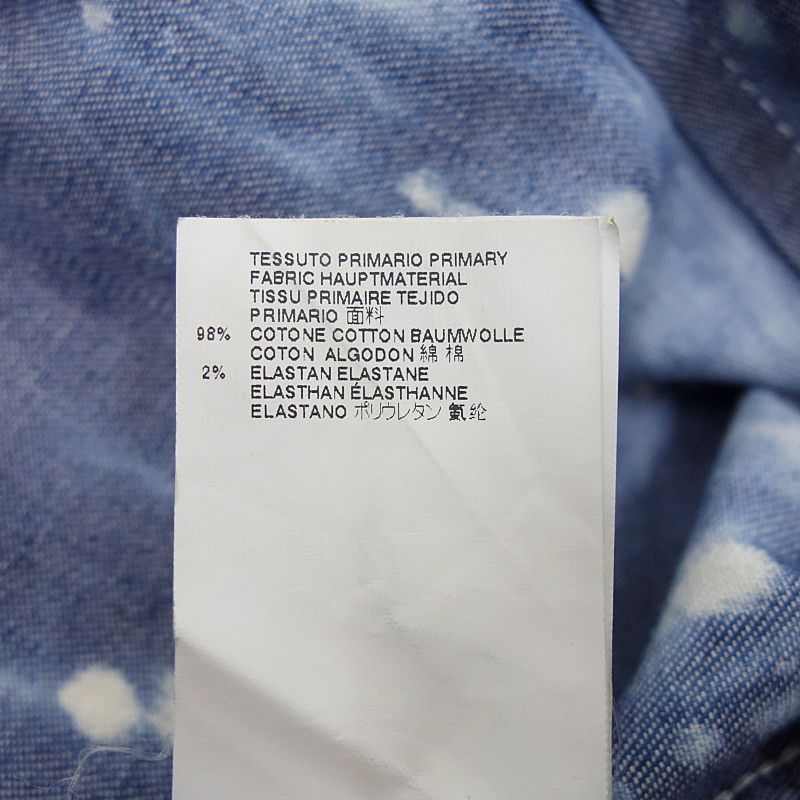 TESSUTO PRIMARIO PRIMARY
FABRIC HAUPTMATERIAL
TISSU PRIMAIRE TEJIDO
PRIMARIO 面料
98% COTONE COTTON BAUMWOLLE
COTON ALGODON 綿 棉
2% ELASTAN ELASTANE
ELASTHAN ÉLASTHANNE
ELASTANO ポリウレタン 氨纶